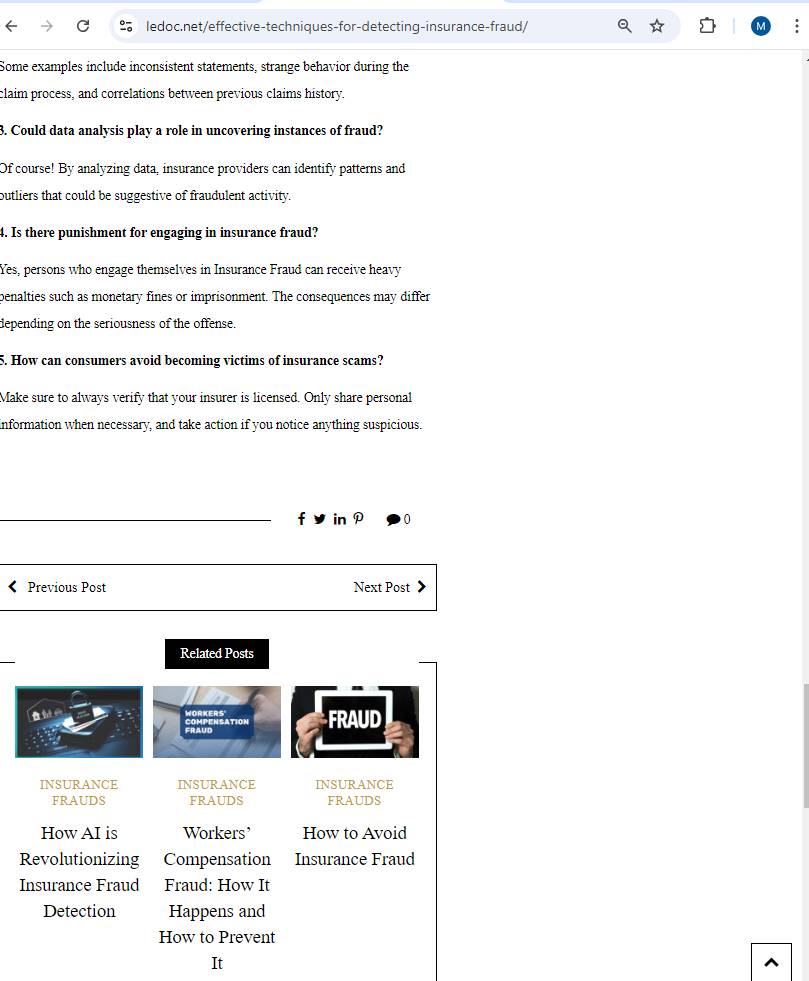 ledoc.net/effective-techniques-for-detecting-insurance-fraud/
M
Some examples include inconsistent statements, strange behavior during the
claim process, and correlations between previous claims history.
3. Could data analysis play a role in uncovering instances of fraud?
Of course! By analyzing data, insurance providers can identify patterns and
outliers that could be suggestive of fraudulent activity.
4. Is there punishment for engaging in insurance fraud?
Yes, persons who engage themselves in Insurance Fraud can receive heavy
penalties such as monetary fines or imprisonment. The consequences may differ
depending on the seriousness of the offense.
5. How can consumers avoid becoming victims of insurance scams?
Make sure to always verify that your insurer is licensed. Only share personal
information when necessary, and take action if you notice anything suspicious.
0
Previous Post
Next Post
Related Posts
WORKERS'
COMPENSATION
FRAUD
FRAUD
INSURANCE
FRAUDS
How AI is
Revolutionizing
Insurance Fraud
Detection
INSURANCE
FRAUDS
Workers’
Compensation
Fraud: How It
Happens and
How to Prevent
It
INSURANCE
FRAUDS
How to Avoid
Insurance Fraud